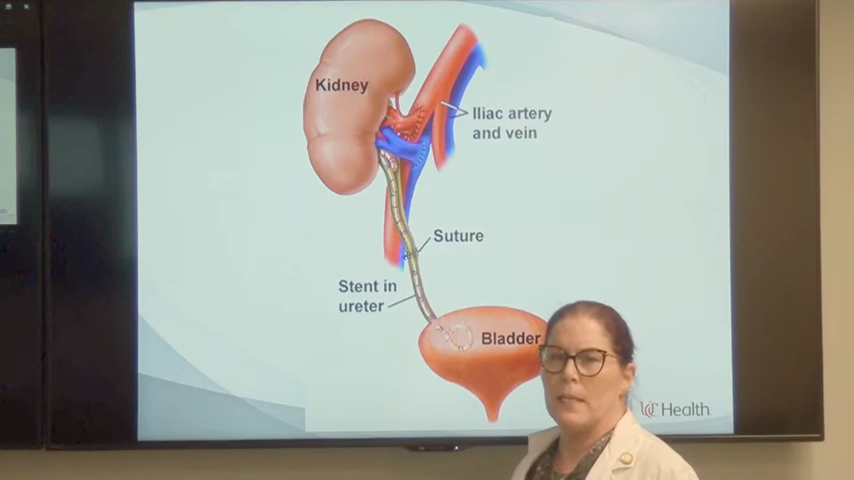 Kidney
Iliac artery
and vein
Suture
Stent in
ureter
Bladder
UC Health